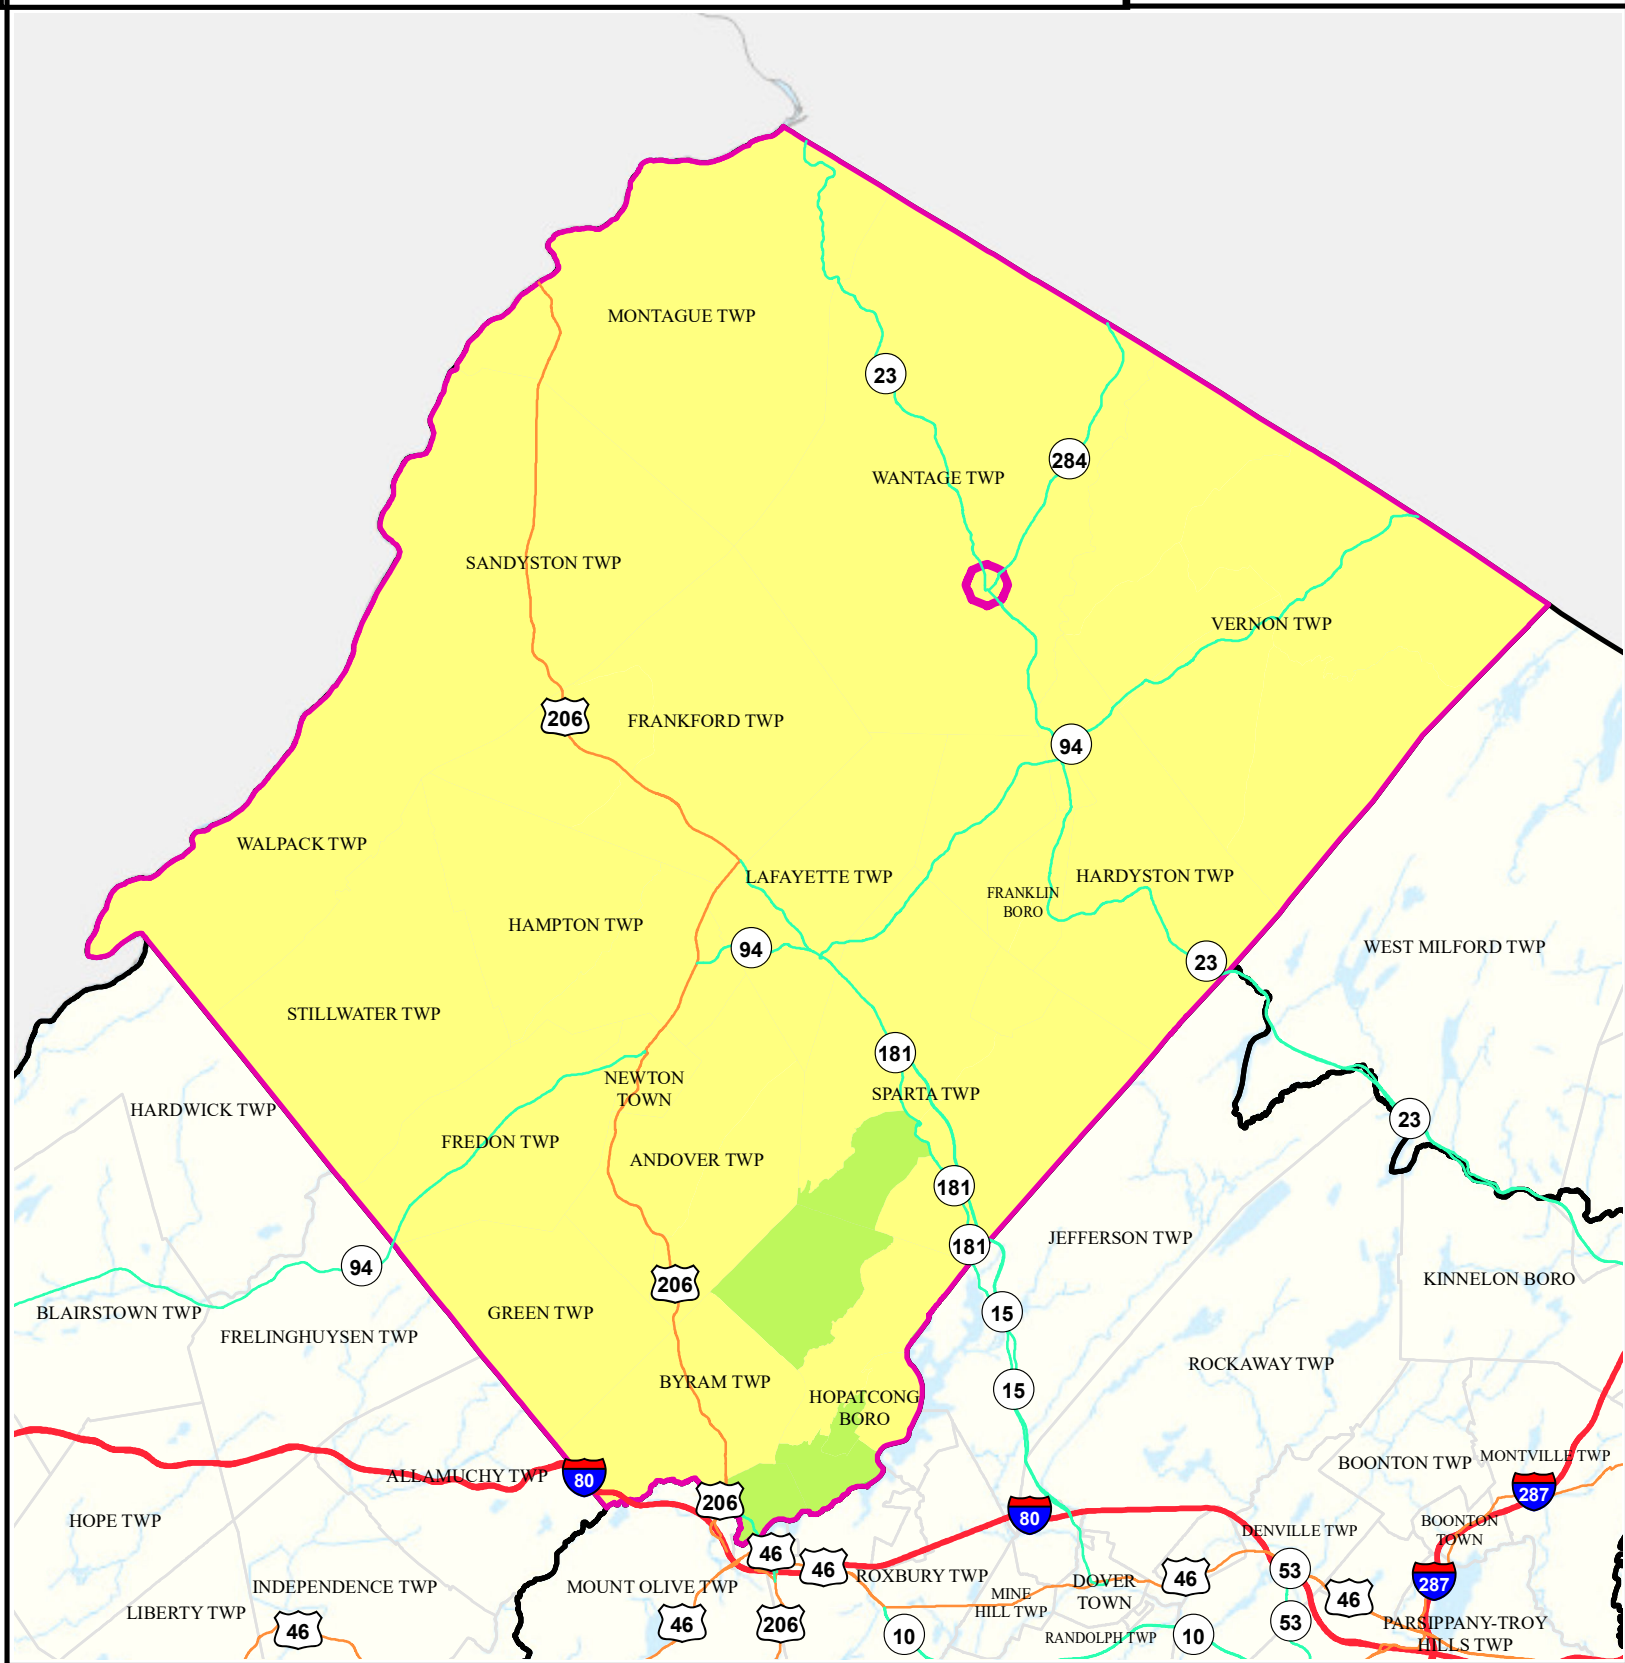 MONTAGUE TWP
23
284
WANTAGE TWP
SANDYSTON TWP
VERNON TWP
206
FRANKFORD TWP
94
WALPACK TWP
LAFAYETTE TWP
HARDYSTON TWP
FRANKLIN
BORO
HAMPTON TWP
94
23
WEST MILFORD TWP
STILLWATER TWP
181
NEWTON
TOWN
SPARTA TWP
HARDWICK TWP
23
FREDON TWP
ANDOVER TWP
181
JEFFERSON TWP
181
94
KINNELON BORO
206
BLAIRSTOWN TWP
GREEN TWP
15
FRELINGHUYSEN TWP
ROCKAWAY TWP
BYRAM TWP
15
HOPATCONG
BORO
MONTVILLE TWP
BOONTON TWP
ALLAMUCHY TWP
80
287
206
80
HOPE TWP
BOONTON
TOWN
DENVILLE TWP
46
46
53
ROXBURY TWP
46
DOVER
TOWN
287
INDEPENDENCE TWP
MOUNT OLIVE TWP
MINE
HILL TWP
46
LIBERTY TWP
46
46
206
10
RANDOLPH TWP
10
53
PARSIPPANY-TROY
HILLS TWP